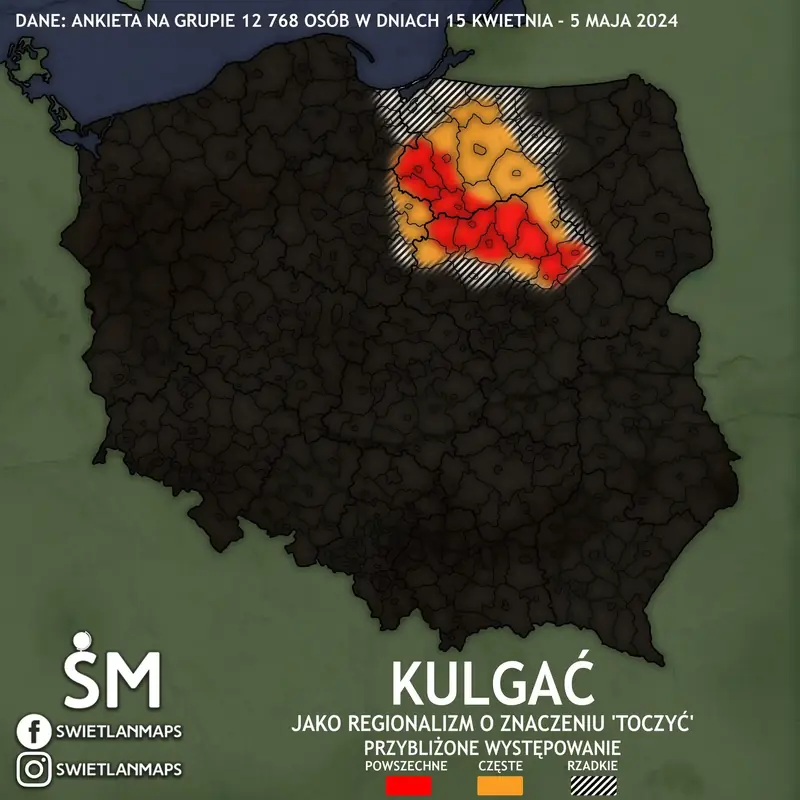 DANE: ANKIETA NA GRUPIE 12 768 OSÓB W DNIACH 15 KWIETNIA - 5 MAJA 2024
ŚM
SWIETLANMAPS
SWIETLANMAPS
KULGAĆ
JAKO REGIONALIZM O ZNACZENIU 'TOCZYĆ'
PRZYBLIŻONE WYSTĘPOWANIE
POWSZECHNE CZĘSTE RZADKIE